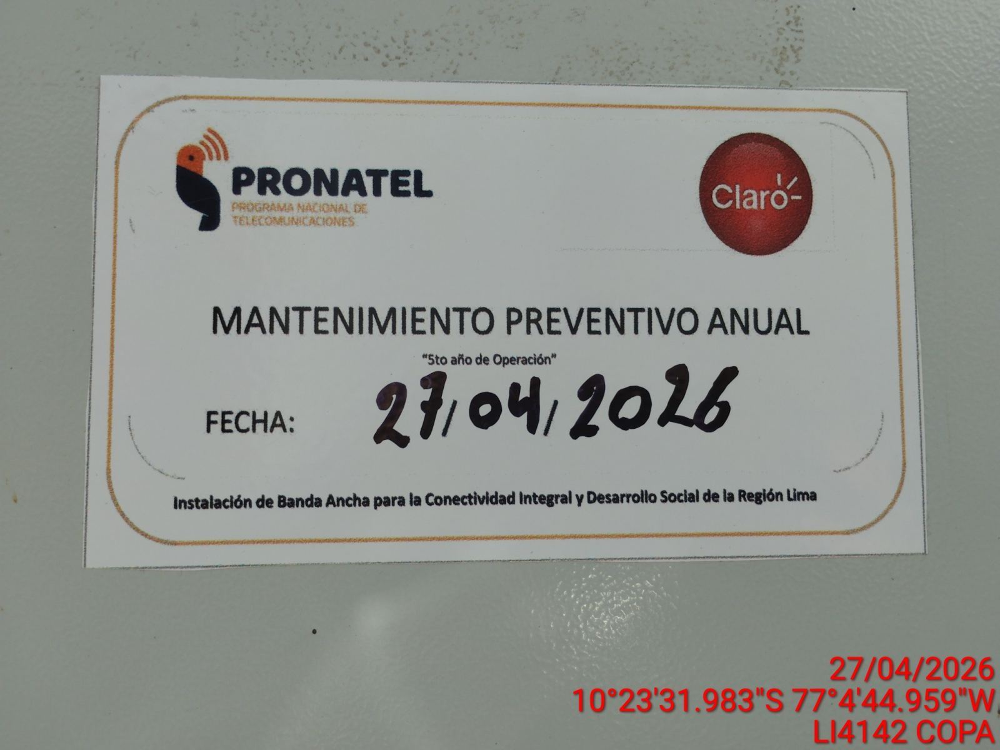 PRONATEL
PROGRAMA NACIONAL DE
TELECOMUNICACIONES
Claro
MANTENIMIENTO PREVENTIVO ANUAL
"5to año de Operación"
FECHA: 27/04/2026
Instalación de Banda Ancha para la Conectividad Integral y Desarrollo Social de la Región Lima
27/04/2026
10°23'31.983"S 77°4'44.959"W
LI4142 COPA